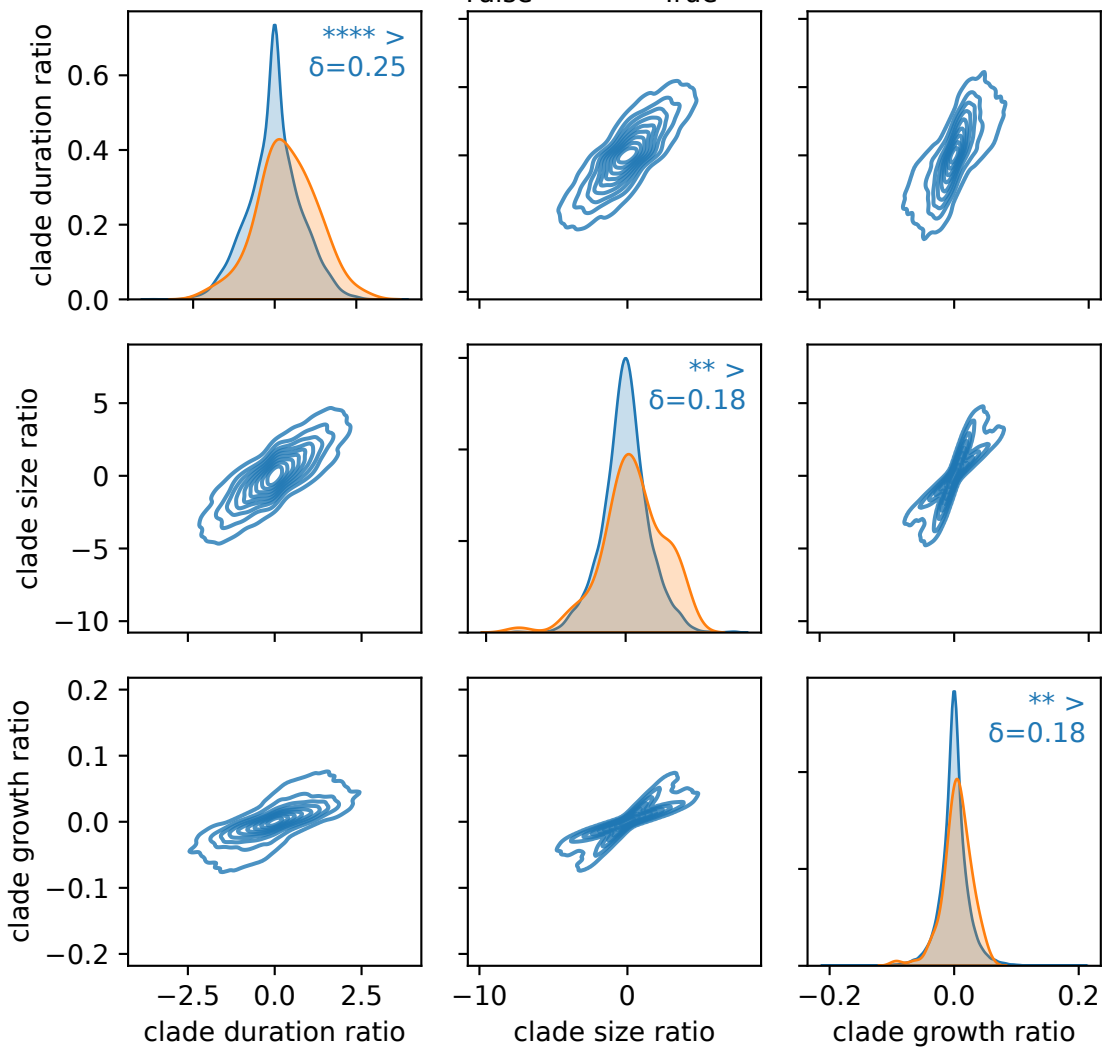 True
clade duration ratio
0.6
0.4
0.2
0.0
**** >
δ=0.25
clade size ratio
5
0
−5
−10
** >
δ=0.18
clade growth ratio
0.2
0.1
0.0
−0.1
−0.2
** >
δ=0.18
−2.5 0.0 2.5
−10 0
−0.2 0.0 0.2
clade duration ratio
clade size ratio
clade growth ratio